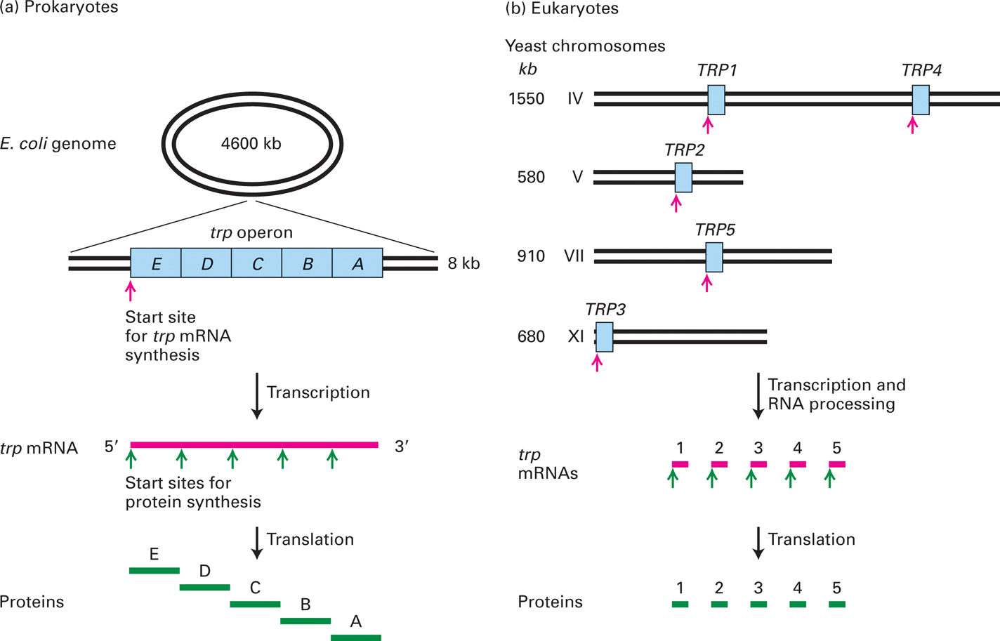 (a) Prokaryotes
E. coli genome
4600 kb
trp operon
E D C B A
8 kb
Start site
for trp mRNA
synthesis
Transcription
trp mRNA
5′ 3′
Start sites for
protein synthesis
Translation
E
D
C
B
A
Proteins
(b) Eukaryotes
Yeast chromosomes
kb
TRP1 TRP4
1550 IV
TRP2
580 V
TRP5
910 VII
TRP3
680 XI
Transcription and
RNA processing
1 2 3 4 5
trp
mRNAs
Translation
1 2 3 4 5
Proteins